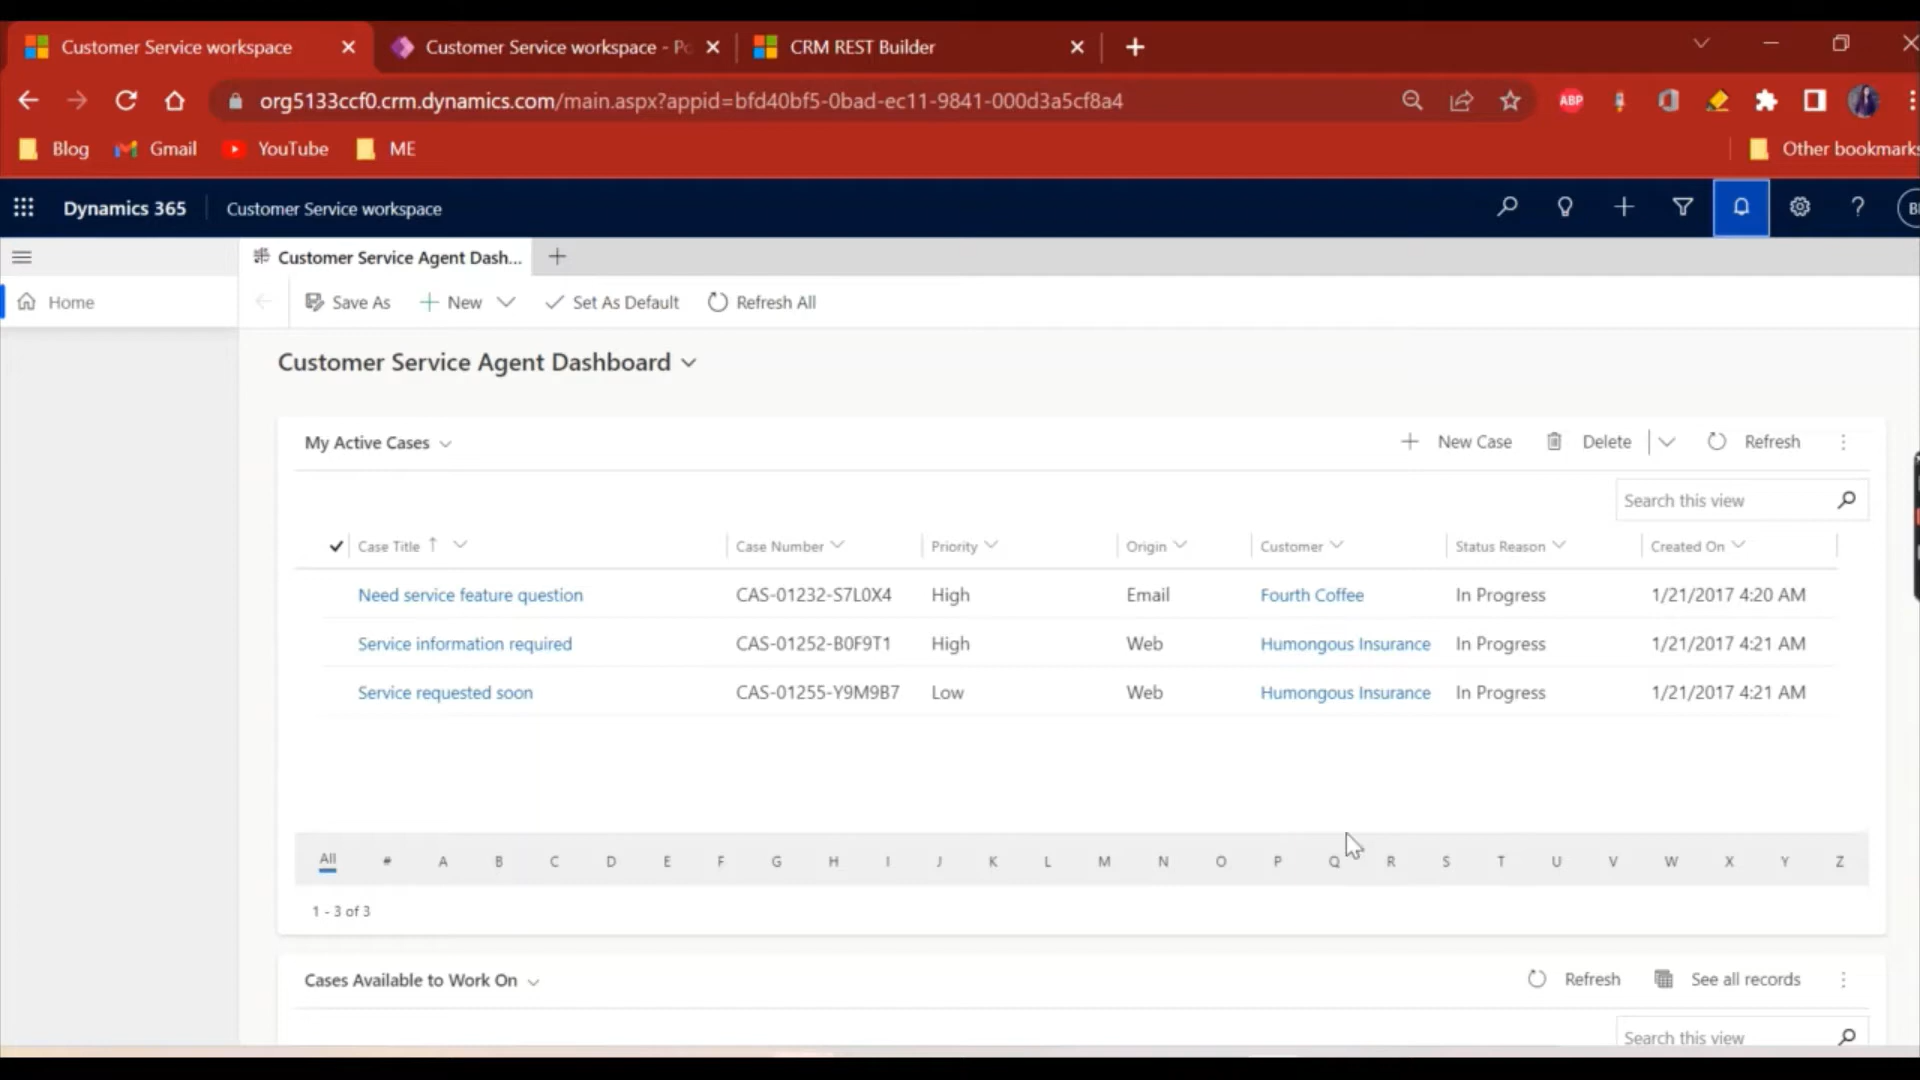 Customer Service workspace
Customer Service workspace - Po
CRM REST Builder
org5133ccf0.crm.dynamics.com/main.aspx?appid=bfd40bf5-0bad-ec11-9841-000d3a5cf8a4
ABP
Blog Gmail YouTube ME Other bookmarks
Dynamics 365 Customer Service workspace
Customer Service Agent Dash...
Home
Save As New Set As Default Refresh All
Customer Service Agent Dashboard
My Active Cases New Case Delete Refresh
Search this view
Case Title Case Number Priority Origin Customer Status Reason Created On
Need service feature question CAS-01232-S7L0X4 High Email Fourth Coffee In Progress 1/21/2017 4:20 AM
Service information required CAS-01252-B0F9T1 High Web Humongous Insurance In Progress 1/21/2017 4:21 AM
Service requested soon CAS-01255-Y9M9B7 Low Web Humongous Insurance In Progress 1/21/2017 4:21 AM
All # A B C D E F G H I J K L M N O P Q R S T U V W X Y Z
1 - 3 of 3
Cases Available to Work On Refresh See all records
Search this view